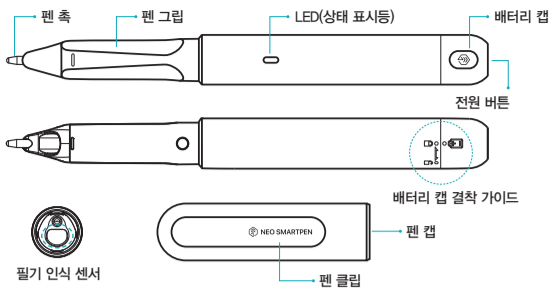 펜 촉
펜 그립
LED(상태 표시등)
배터리 캡
전원 버튼
배터리 캡 결착 가이드
필기 인식 센서
NEO SMARTPEN
펜 캡
펜 클립